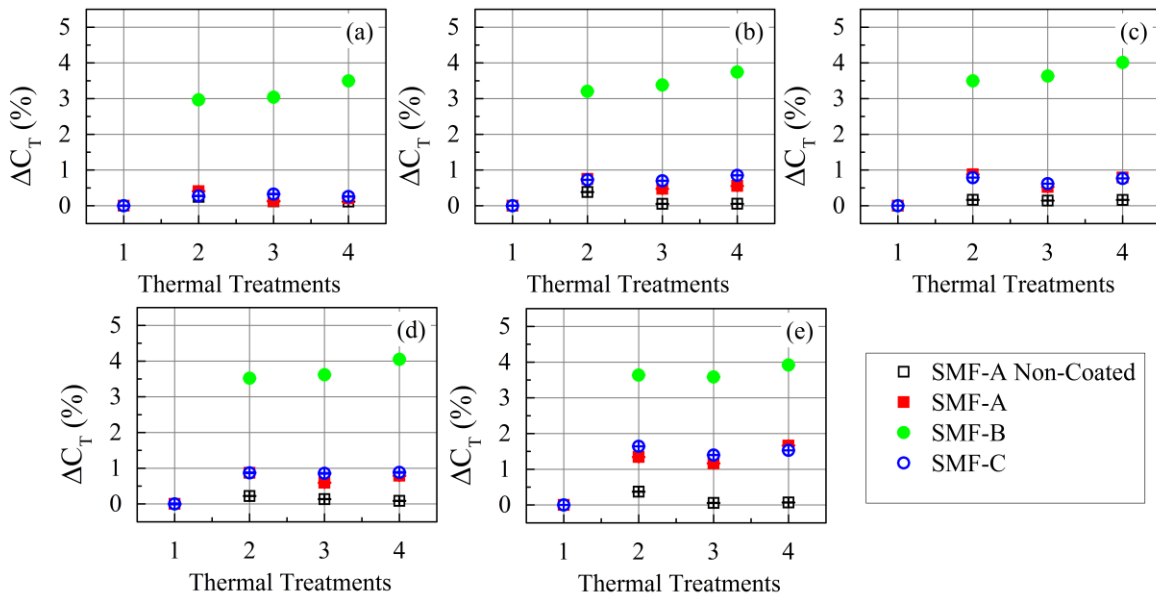 (a)
5
4
3
2
1
0
ΔC_T (%)
1 2 3 4
Thermal Treatments
(b)
5
4
3
2
1
0
ΔC_T (%)
1 2 3 4
Thermal Treatments
(c)
5
4
3
2
1
0
ΔC_T (%)
1 2 3 4
Thermal Treatments
(d)
5
4
3
2
1
0
ΔC_T (%)
1 2 3 4
Thermal Treatments
(e)
5
4
3
2
1
0
ΔC_T (%)
1 2 3 4
Thermal Treatments
SMF-A Non-Coated
SMF-A
SMF-B
SMF-C